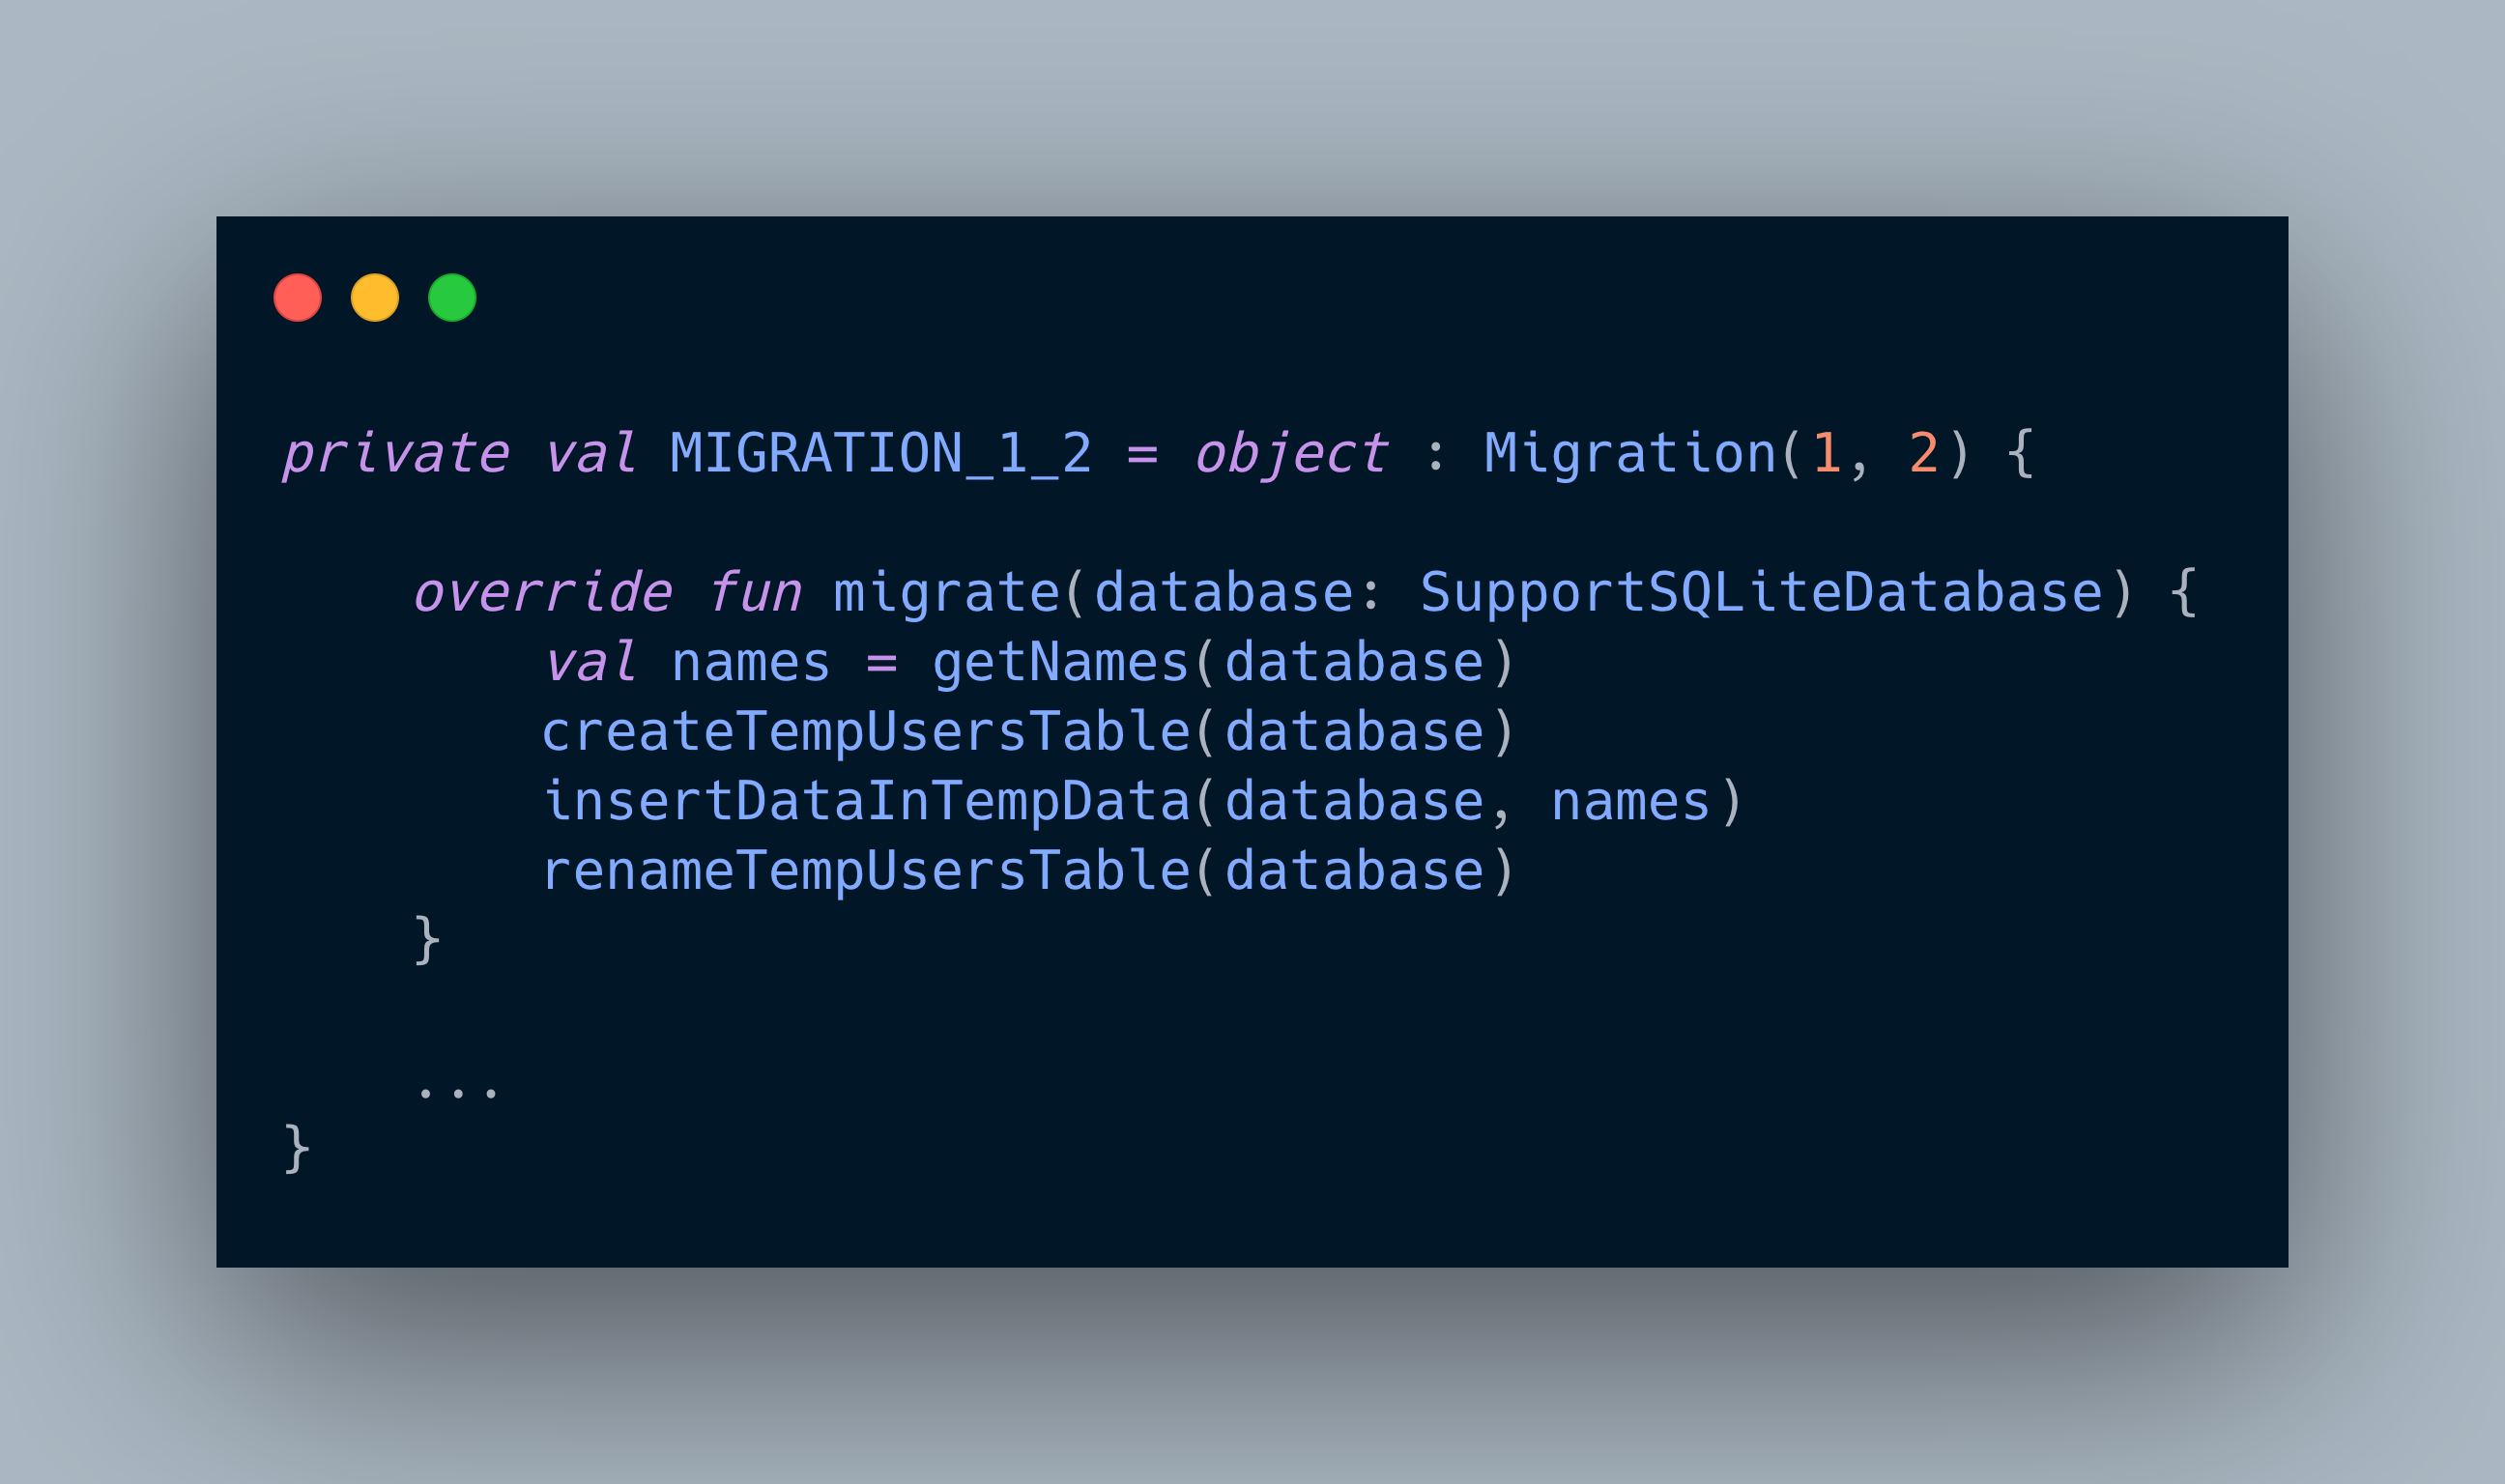 private val MIGRATION_1_2 = object : Migration(1, 2) {
override fun migrate(database: SupportSQLiteDatabase) {
val names = getNames(database)
createTempUsersTable(database)
insertDataInTempData(database, names)
renameTempUsersTable(database)
}
...
}